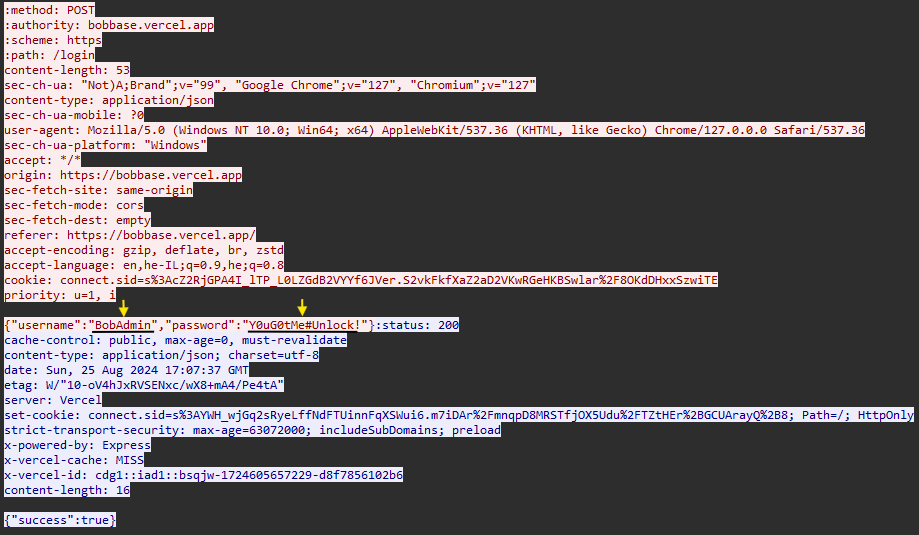 :method: POST
:authority: bobbase.vercel.app
:scheme: https
:path: /login
content-length: 53
sec-ch-ua: "Not)A;Brand";v="99", "Google Chrome";v="127", "Chromium";v="127"
content-type: application/json
sec-ch-ua-mobile: ?0
user-agent: Mozilla/5.0 (Windows NT 10.0; Win64; x64) AppleWebKit/537.36 (KHTML, like Gecko) Chrome/127.0.0.0 Safari/537.36
sec-ch-ua-platform: "Windows"
accept: */*
origin: https://bobbase.vercel.app
sec-fetch-site: same-origin
sec-fetch-mode: cors
sec-fetch-dest: empty
referer: https://bobbase.vercel.app/
accept-encoding: gzip, deflate, br, zstd
accept-language: en,he-IL;q=0.9,he;q=0.8
cookie: connect.sid=s%3AcZ2RjGPA4I_lTP_L0LZGdB2VYYf6JVer.S2vkFkfXaZ2aD2VKwRGeHKBSwlar%2F8OKdDHxxSzwiTE
priority: u=1, i
{"username":"BobAdmin","password":"Y0uG0tMe#Unlock!"}:status: 200
cache-control: public, max-age=0, must-revalidate
content-type: application/json; charset=utf-8
date: Sun, 25 Aug 2024 17:07:37 GMT
etag: W/"10-oV4hJxRVSENxc/wX8+mA4/Pe4tA"
server: Vercel
set-cookie: connect.sid=s%3AYWH_wjGq2sRyeLffNdFTUinnFqXSWui6.m7iDAr%2FmnqpD8MRSTfjOX5Udu%2FTZtHEr%2BGCUArayQ%2B8; Path=/; HttpOnly
strict-transport-security: max-age=63072000; includeSubDomains; preload
x-powered-by: Express
x-vercel-cache: MISS
x-vercel-id: cdg1::iad1::bsqjw-1724605657229-d8f7856102b6
content-length: 16
{"success":true}